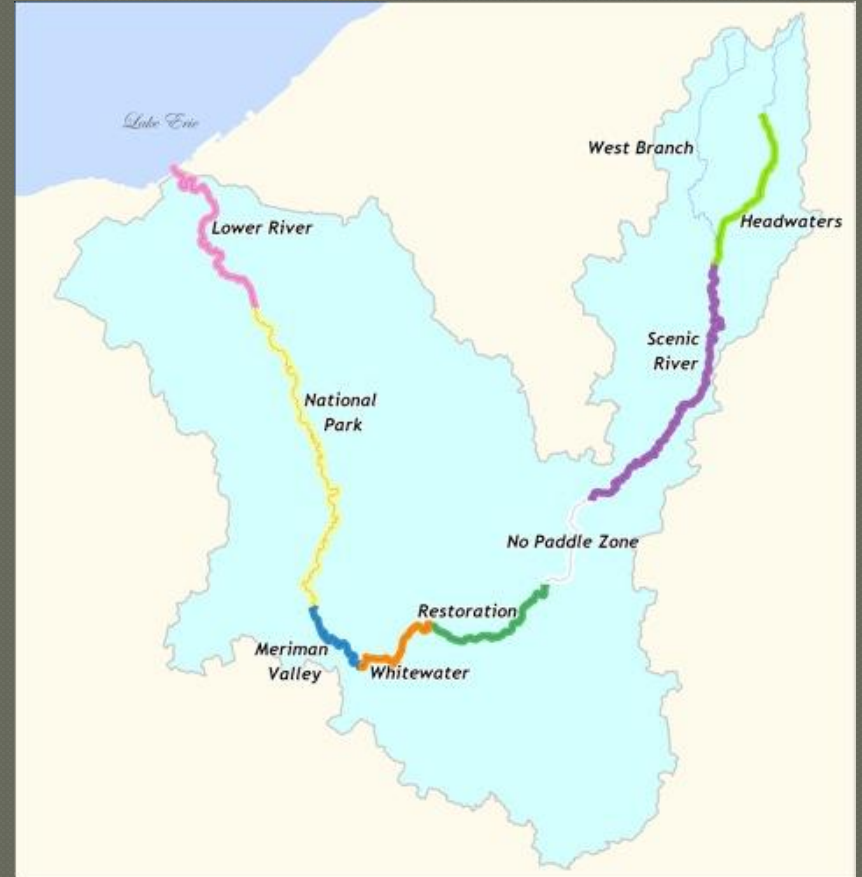 Lake Erie
West Branch
Headwaters
Lower River
Scenic
River
National
Park
No Paddle Zone
Restoration
Meriman
Valley
Whitewater